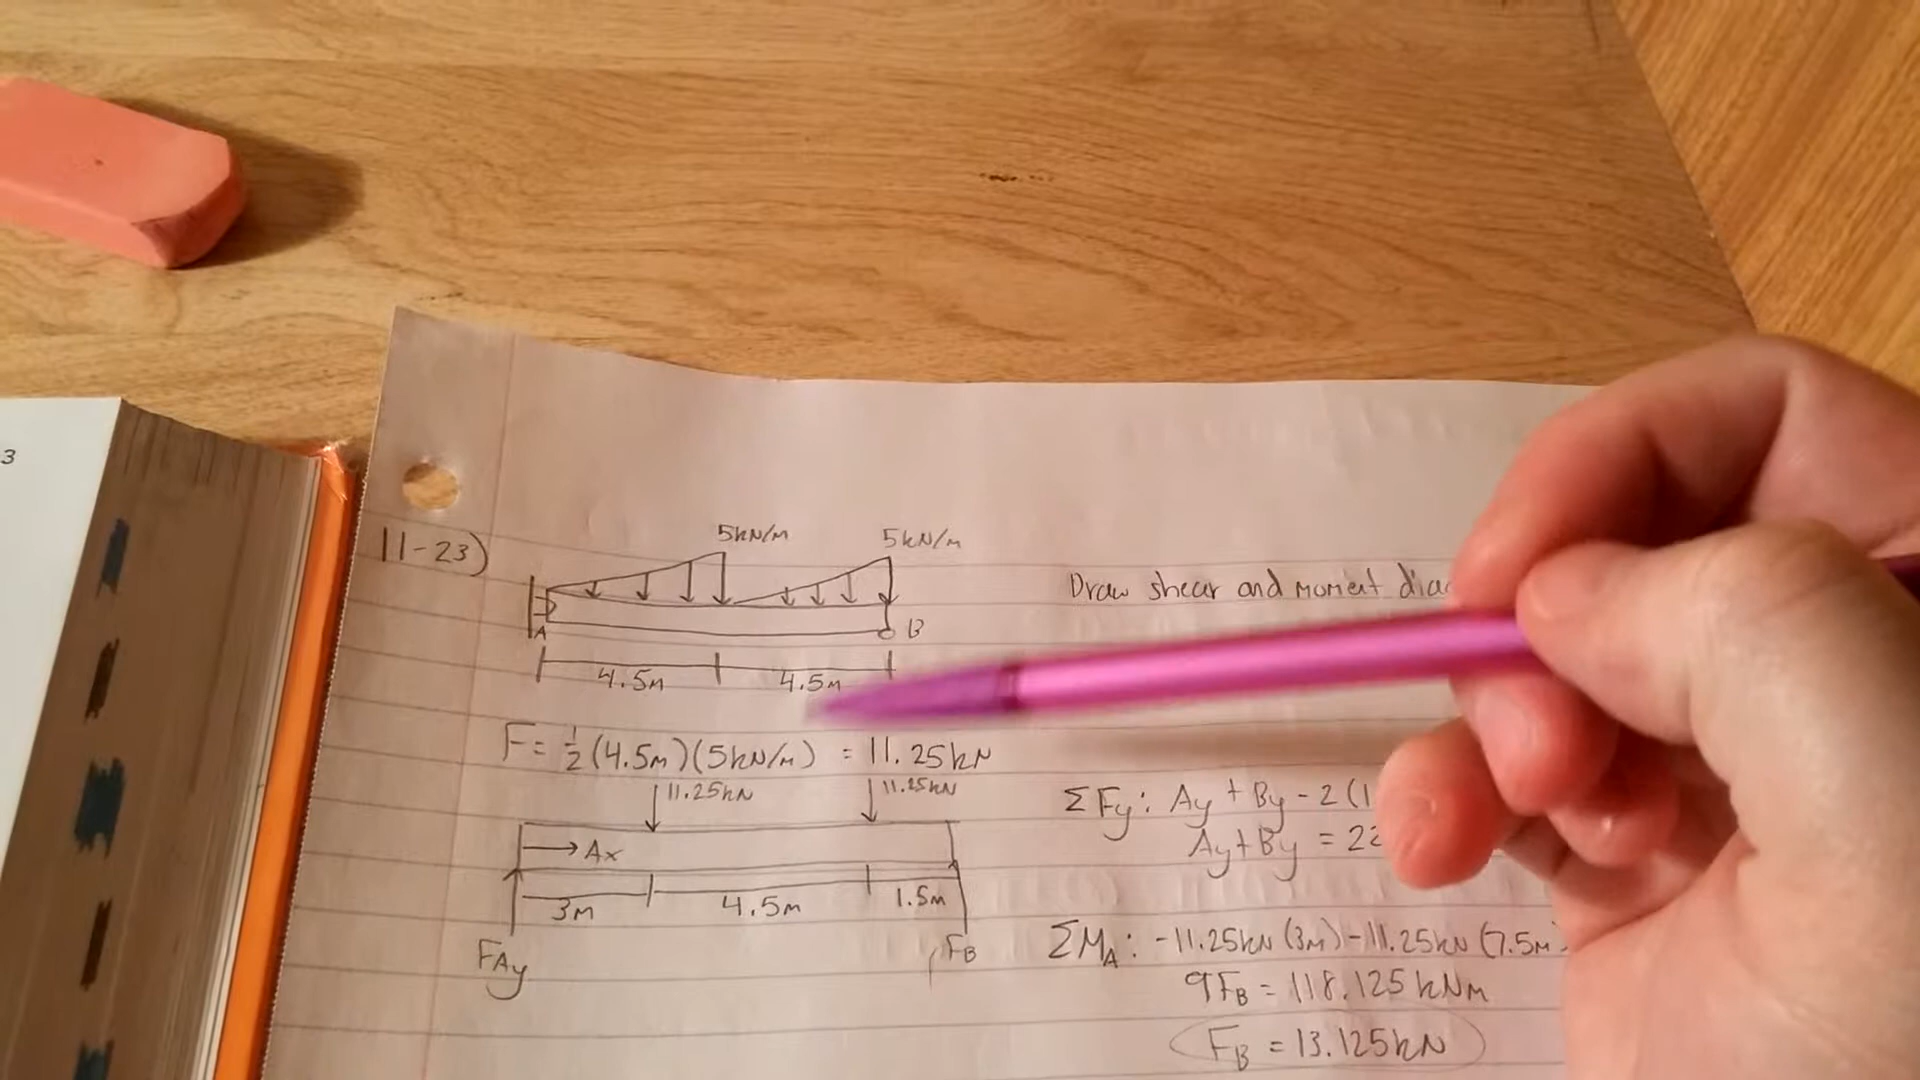 3
11-23)
5kN/m
5kN/m
A
B
4.5m
4.5m
Draw shear and moment
F = 1/2 (4.5m)(5kN/m) = 11.25kN
11.25kN
11.25kN
→ Ax
3m
4.5m
1.5m
FAy
FB
ΣFy: Ay + By - 2(1
Ay + By = 22
ΣMA: -11.25kN (3m) - 11.25kN (7.5m
9FB = 118.125 kNm
FB = 13.125kN